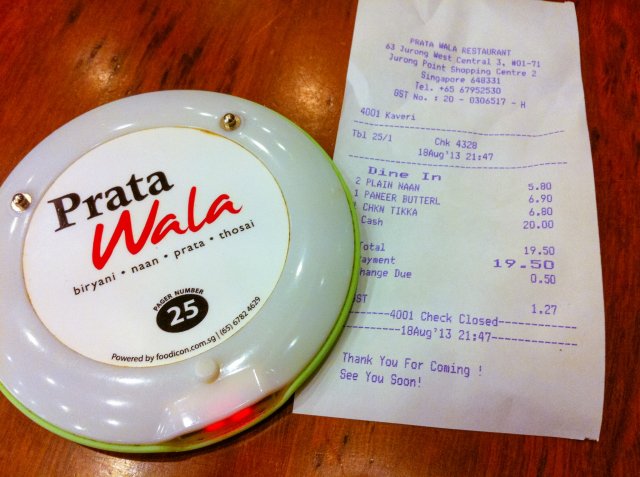 Prata
Wala
biryani • naan • prata • thosai
PAGER NUMBER
25
Powered by foodicon.com.sg | (65) 6782 4629
PRATA WALA RESTAURANT
63 Jurong West Central 3, #01-71
Jurong Point Shopping Centre 2
Singapore 648331
Tel. +65 67952530
GST No. : 20 - 0306517 - H
4001 Kaveri
Tbl 25/1 Chk 4328
18Aug'13 21:47
Dine In
2 PLAIN NAAN 5.80
1 PANEER BUTTERL 6.90
CHKN TIKKA 6.80
Cash 20.00
Total 19.50
Payment 19.50
Change Due 0.50
GST 1.27
--------4001 Check Closed--------------
----------18Aug'13 21:47---------------
Thank You For Coming !
See You Soon!